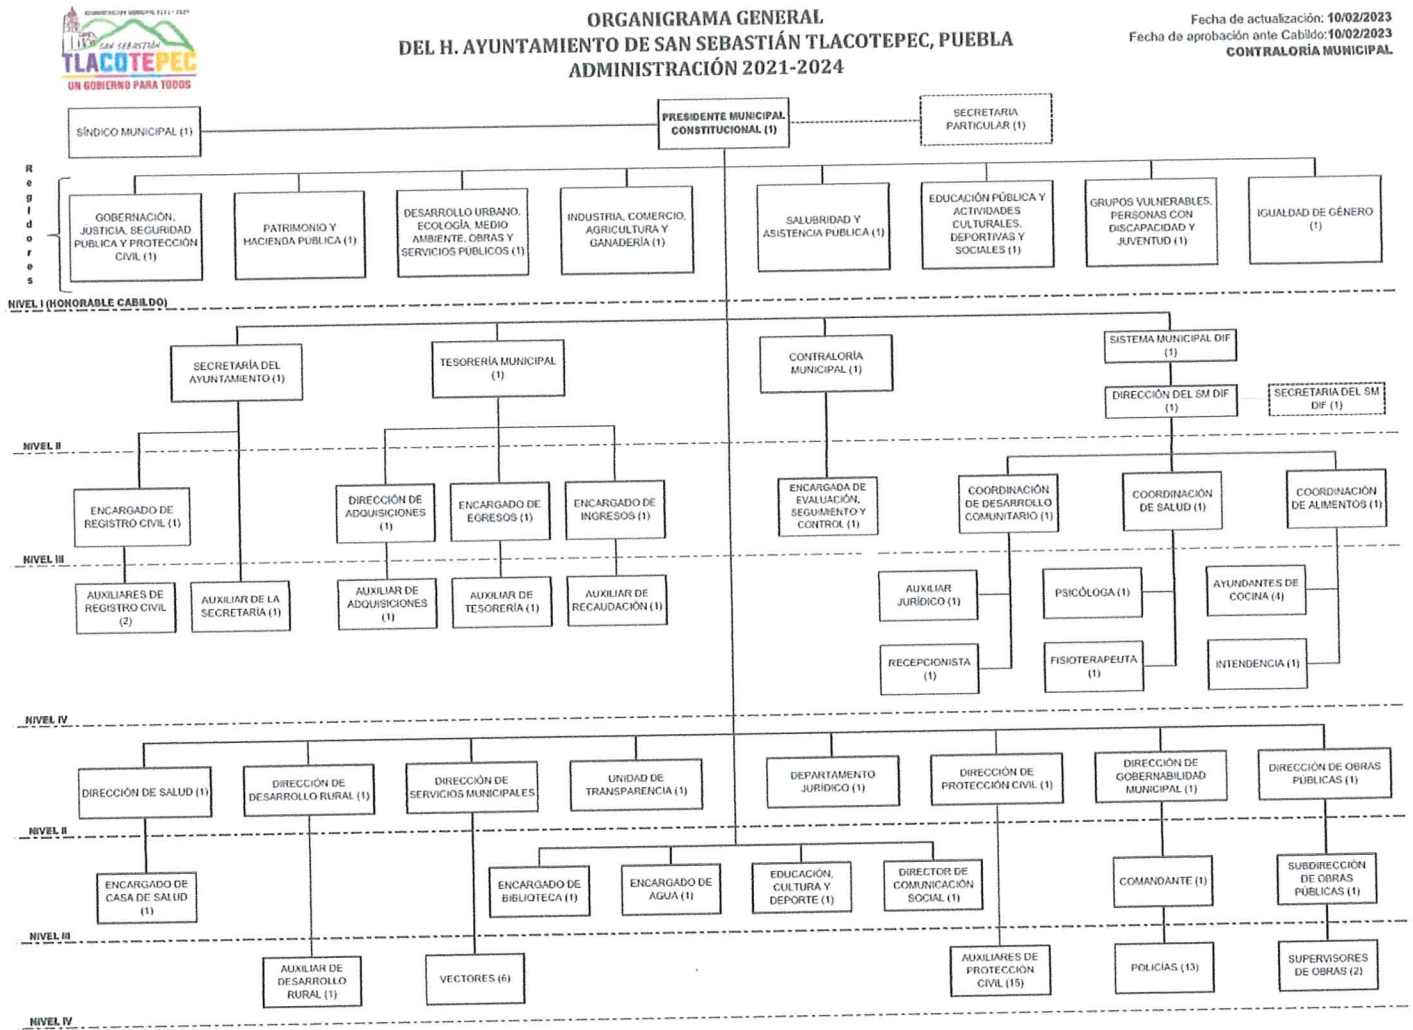 ADMINISTRACIÓN MUNICIPAL 2021 - 2024
SAN SEBASTIÁN
TLACOTEPEC
UN GOBIERNO PARA TODOS
ORGANIGRAMA GENERAL
DEL H. AYUNTAMIENTO DE SAN SEBASTIÁN TLACOTEPEC, PUEBLA
ADMINISTRACIÓN 2021-2024
Fecha de actualización: 10/02/2023
Fecha de aprobación ante Cabildo:10/02/2023
CONTRALORÍA MUNICIPAL
SÍNDICO MUNICIPAL (1)
PRESIDENTE MUNICIPAL
CONSTITUCIONAL (1)
SECRETARIA
PARTICULAR (1)
Regidores
GOBERNACIÓN,
JUSTICIA, SEGURIDAD
PUBLICA Y PROTECCIÓN
CIVIL (1)
PATRIMONIO Y
HACIENDA PÚBLICA (1)
DESARROLLO URBANO,
ECOLOGÍA, MEDIO
AMBIENTE, OBRAS Y
SERVICIOS PÚBLICOS (1)
INDUSTRIA, COMERCIO,
AGRICULTURA Y
GANADERÍA (1)
SALUBRIDAD Y
ASISTENCIA PÚBLICA (1)
EDUCACIÓN PÚBLICA Y
ACTIVIDADES
CULTURALES,
DEPORTIVAS Y
SOCIALES (1)
GRUPOS VULNERABLES,
PERSONAS CON
DISCAPACIDAD Y
JUVENTUD (1)
IGUALDAD DE GÉNERO
(1)
NIVEL I (HONORABLE CABILDO)
SECRETARÍA DEL
AYUNTAMIENTO (1)
TESORERÍA MUNICIPAL
(1)
CONTRALORÍA
MUNICIPAL (1)
SISTEMA MUNICIPAL DIF
(1)
DIRECCIÓN DEL SM DIF
(1)
SECRETARIA DEL SM
DIF (1)
NIVEL II
ENCARGADO DE
REGISTRO CIVIL (1)
DIRECCIÓN DE
ADQUISICIONES
(1)
ENCARGADO DE
EGRESOS (1)
ENCARGADO DE
INGRESOS (1)
ENCARGADA DE
EVALUACIÓN,
SEGUIMIENTO Y
CONTROL (1)
COORDINACIÓN
DE DESARROLLO
COMUNITARIO (1)
COORDINACIÓN
DE SALUD (1)
COORDINACIÓN
DE ALIMENTOS (1)
NIVEL III
AUXILIARES DE
REGISTRO CIVIL
(2)
AUXILIAR DE LA
SECRETARÍA (1)
AUXILIAR DE
ADQUISICIONES
(1)
AUXILIAR DE
TESORERÍA (1)
AUXILIAR DE
RECAUDACIÓN (1)
AUXILIAR
JURÍDICO (1)
PSICÓLOGA (1)
AYUNDANTES DE
COCINA (4)
RECEPCIONISTA
(1)
FISIOTERAPEUTA
(1)
INTENDENCIA (1)
NIVEL IV
DIRECCIÓN DE SALUD (1)
DIRECCIÓN DE
DESARROLLO RURAL (1)
DIRECCIÓN DE
SERVICIOS MUNICIPALES
UNIDAD DE
TRANSPARENCIA (1)
DEPARTAMENTO
JURÍDICO (1)
DIRECCIÓN DE
PROTECCIÓN CIVIL (1)
DIRECCIÓN DE
GOBERNABILIDAD
MUNICIPAL (1)
DIRECCIÓN DE OBRAS
PÚBLICAS (1)
NIVEL II
ENCARGADO DE
CASA DE SALUD
(1)
ENCARGADO DE
BIBLIOTECA (1)
ENCARGADO DE
AGUA (1)
EDUCACIÓN,
CULTURA Y
DEPORTE (1)
DIRECTOR DE
COMUNICACIÓN
SOCIAL (1)
COMANDANTE (1)
SUBDIRECCIÓN
DE OBRAS
PÚBLICAS (1)
NIVEL III
AUXILIAR DE
DESARROLLO
RURAL (1)
VECTORES (6)
AUXILIARES DE
PROTECCIÓN
CIVIL (15)
POLICÍAS (13)
SUPERVISORES
DE OBRAS (2)
NIVEL IV